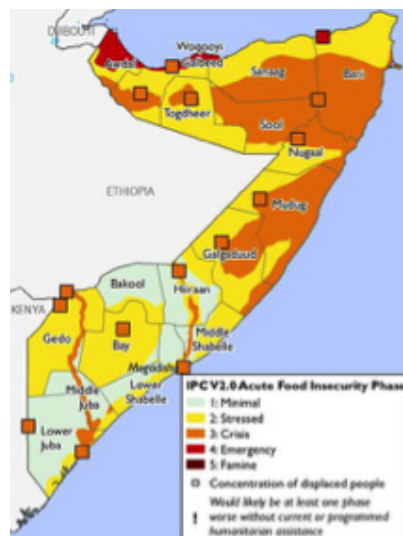 DJIBOUTI
Wogooyi
Galbeed
Awdal
Sanaag
Bari
Togdheer
Sool
Nugaal
ETHIOPIA
Mudug
Galgaduud
Bakool
Hiiraan
KENYA
Gedo
Bay
Middle
Shabelle
Mogadishu
Middle
Juba
Lower
Shabelle
Lower
Juba
IPC V2.0 Acute Food Insecurity Phase
1: Minimal
2: Stressed
3: Crisis
4: Emergency
5: Famine
Concentration of displaced people
! Would likely be at least one phase
worse without current or programmed
humanitarian assistance